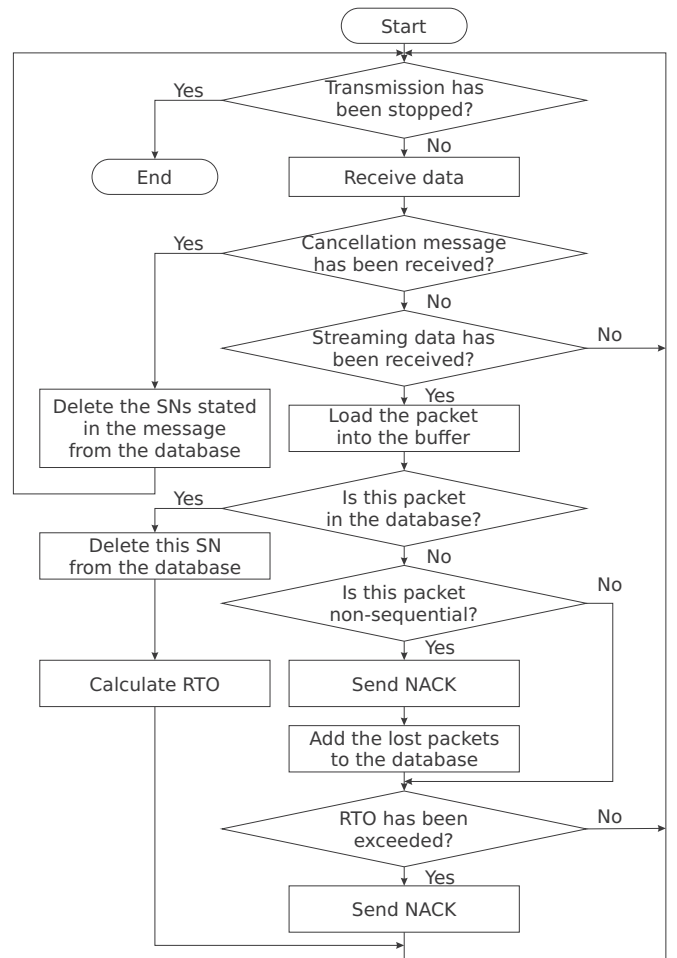 Start
Transmission has
been stopped?
Yes
No
End
Receive data
Cancellation message
has been received?
Yes
No
Streaming data has
been received?
No
Yes
Delete the SNs stated
in the message
from the database
Load the packet
into the buffer
Is this packet
in the database?
Yes
No
Delete this SN
from the database
Is this packet
non-sequential?
No
Yes
Calculate RTO
Send NACK
Add the lost packets
to the database
RTO has been
exceeded?
No
Yes
Send NACK